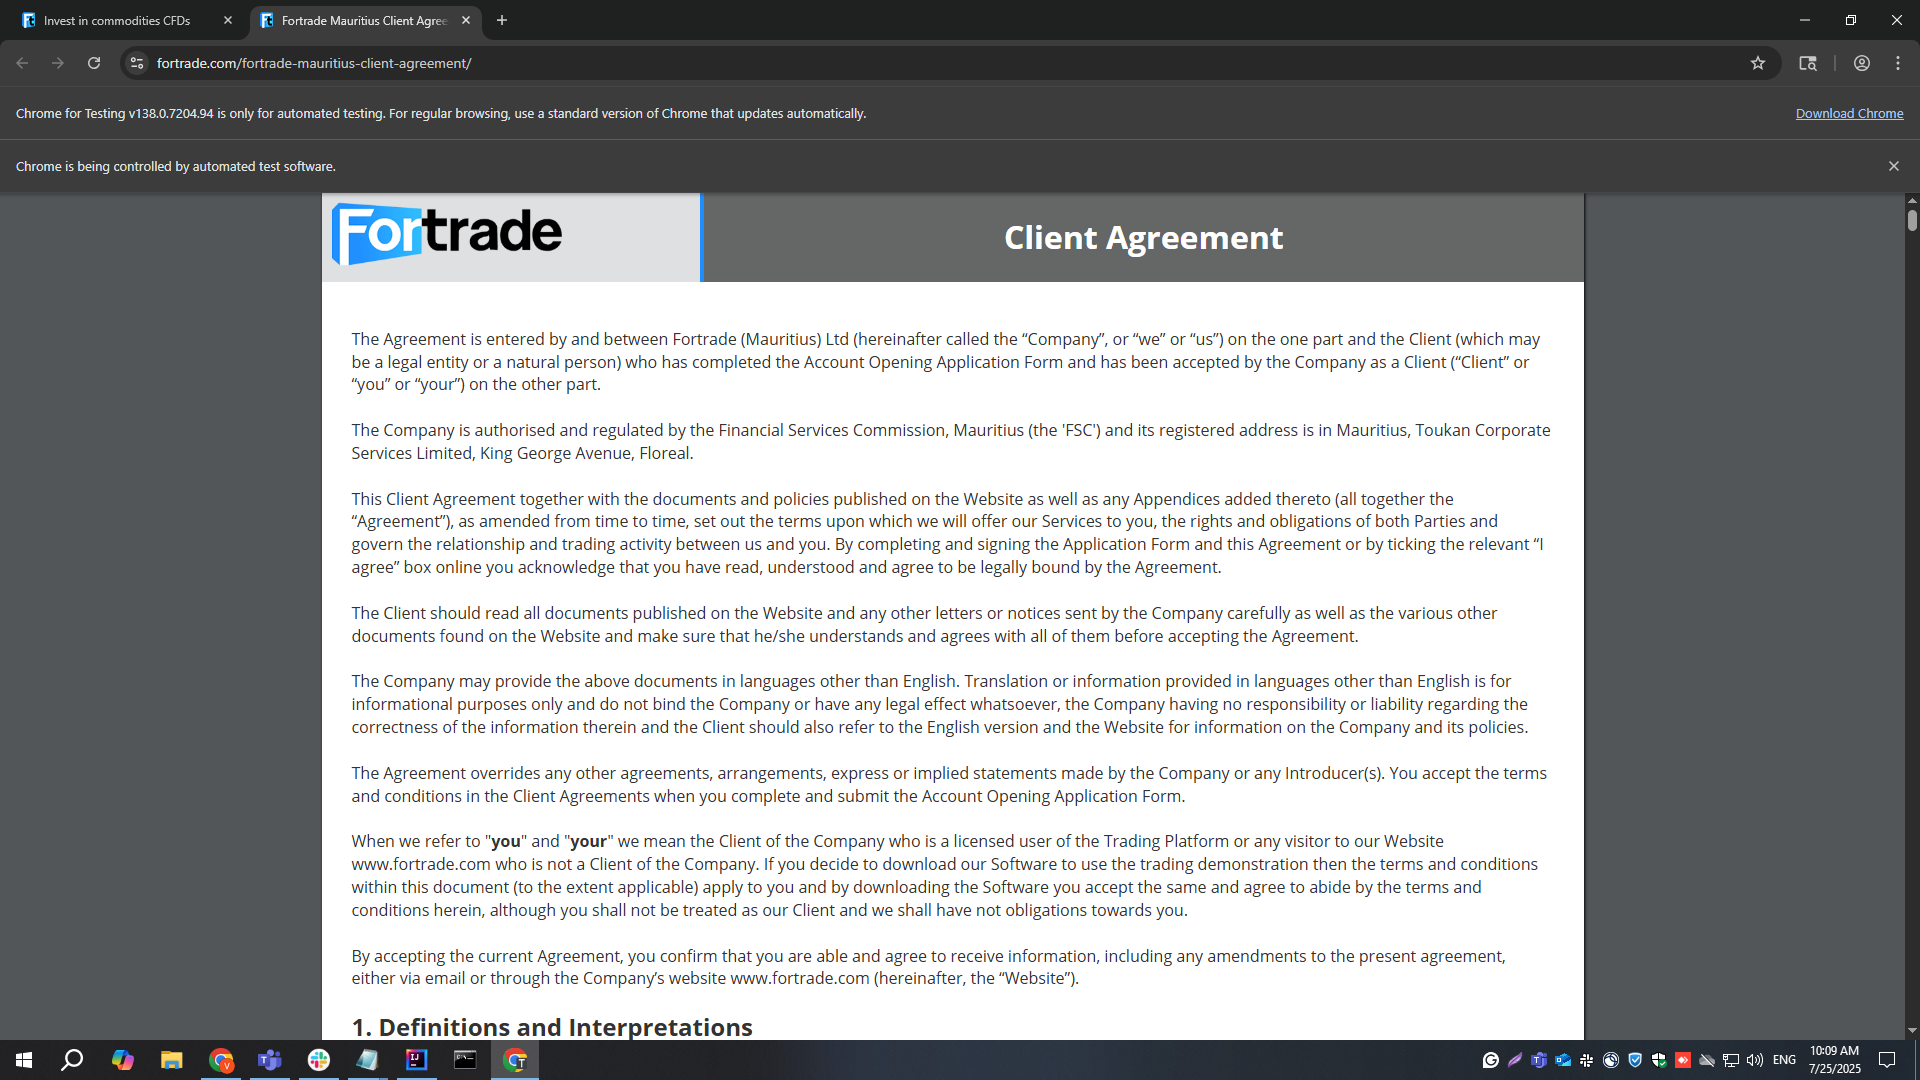 Invest in commodities CFDs
Fortrade Mauritius Client Agree
fortrade.com/fortrade-mauritius-client-agreement/
Chrome for Testing v138.0.7204.94 is only for automated testing. For regular browsing, use a standard version of Chrome that updates automatically.
Download Chrome
Chrome is being controlled by automated test software.
Fortrade
Client Agreement
The Agreement is entered by and between Fortrade (Mauritius) Ltd (hereinafter called the “Company”, or “we” or “us”) on the one part and the Client (which may
be a legal entity or a natural person) who has completed the Account Opening Application Form and has been accepted by the Company as a Client (“Client” or
“you” or “your”) on the other part.
The Company is authorised and regulated by the Financial Services Commission, Mauritius (the 'FSC') and its registered address is in Mauritius, Toukan Corporate
Services Limited, King George Avenue, Floreal.
This Client Agreement together with the documents and policies published on the Website as well as any Appendices added thereto (all together the
“Agreement”), as amended from time to time, set out the terms upon which we will offer our Services to you, the rights and obligations of both Parties and
govern the relationship and trading activity between us and you. By completing and signing the Application Form and this Agreement or by ticking the relevant “I
agree” box online you acknowledge that you have read, understood and agree to be legally bound by the Agreement.
The Client should read all documents published on the Website and any other letters or notices sent by the Company carefully as well as the various other
documents found on the Website and make sure that he/she understands and agrees with all of them before accepting the Agreement.
The Company may provide the above documents in languages other than English. Translation or information provided in languages other than English is for
informational purposes only and do not bind the Company or have any legal effect whatsoever, the Company having no responsibility or liability regarding the
correctness of the information therein and the Client should also refer to the English version and the Website for information on the Company and its policies.
The Agreement overrides any other agreements, arrangements, express or implied statements made by the Company or any Introducer(s). You accept the terms
and conditions in the Client Agreements when you complete and submit the Account Opening Application Form.
When we refer to "you" and "your" we mean the Client of the Company who is a licensed user of the Trading Platform or any visitor to our Website
www.fortrade.com who is not a Client of the Company. If you decide to download our Software to use the trading demonstration then the terms and conditions
within this document (to the extent applicable) apply to you and by downloading the Software you accept the same and agree to abide by the terms and
conditions herein, although you shall not be treated as our Client and we shall have not obligations towards you.
By accepting the current Agreement, you confirm that you are able and agree to receive information, including any amendments to the present agreement,
either via email or through the Company’s website www.fortrade.com (hereinafter, the “Website”).
1. Definitions and Interpretations
ENG
10:09 AM
7/25/2025